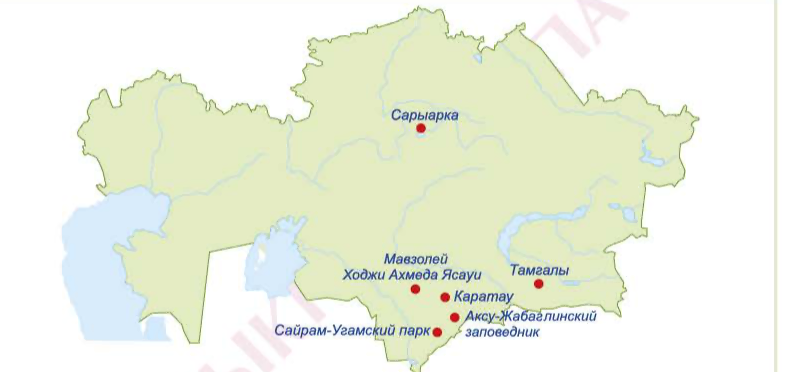 Сарыарка
Мавзолей
Ходжи Ахмеда Ясауи
Тамгалы
Каратау
Аксу-Жабаглинский
заповедник
Сайрам-Угамский парк